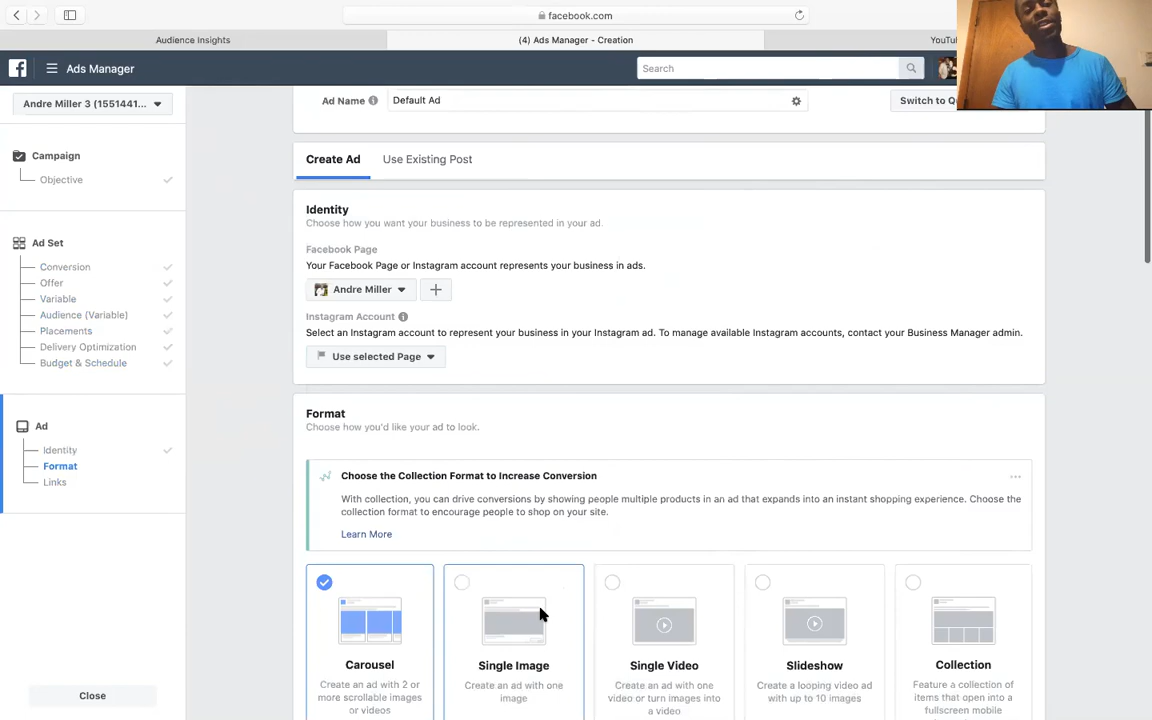 facebook.com
Audience Insights
(4) Ads Manager - Creation
YouTu
Ads Manager
Search
Andre Miller 3 (1551441...
Ad Name
Default Ad
Switch to Q
Campaign
Objective
Create Ad
Use Existing Post
Identity
Choose how you want your business to be represented in your ad.
Ad Set
Conversion
Offer
Variable
Audience (Variable)
Placements
Delivery Optimization
Budget & Schedule
Facebook Page
Your Facebook Page or Instagram account represents your business in ads.
Andre Miller
Instagram Account
Select an Instagram account to represent your business in your Instagram ad. To manage available Instagram accounts, contact your Business Manager admin.
Use selected Page
Ad
Identity
Format
Links
Format
Choose how you'd like your ad to look.
Choose the Collection Format to Increase Conversion
With collection, you can drive conversions by showing people multiple products in an ad that expands into an instant shopping experience. Choose the
collection format to encourage people to shop on your site.
Learn More
Carousel
Create an ad with 2 or
more scrollable images
or videos
Single Image
Create an ad with one
image
Single Video
Create an ad with one
video or turn images into
a video
Slideshow
Create a looping video ad
with up to 10 images
Collection
Feature a collection of
items that open into a
fullscreen mobile
Close